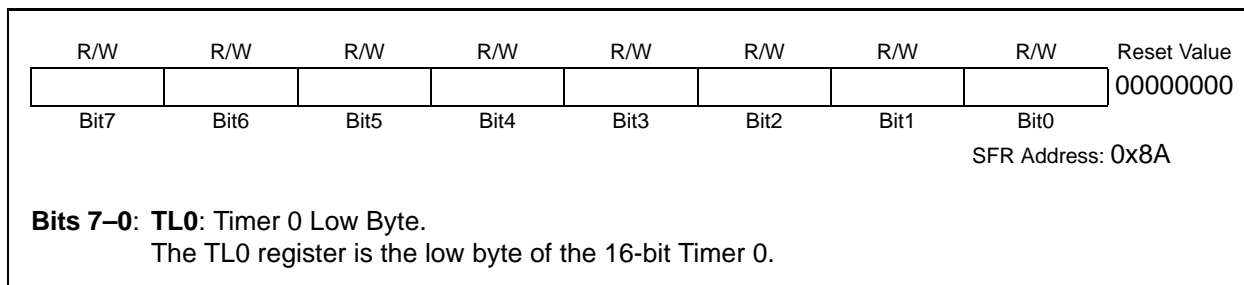 R/W R/W R/W R/W R/W R/W R/W R/W Reset Value
00000000
Bit7 Bit6 Bit5 Bit4 Bit3 Bit2 Bit1 Bit0
SFR Address: 0x8A
Bits 7–0: TL0: Timer 0 Low Byte.
The TL0 register is the low byte of the 16-bit Timer 0.